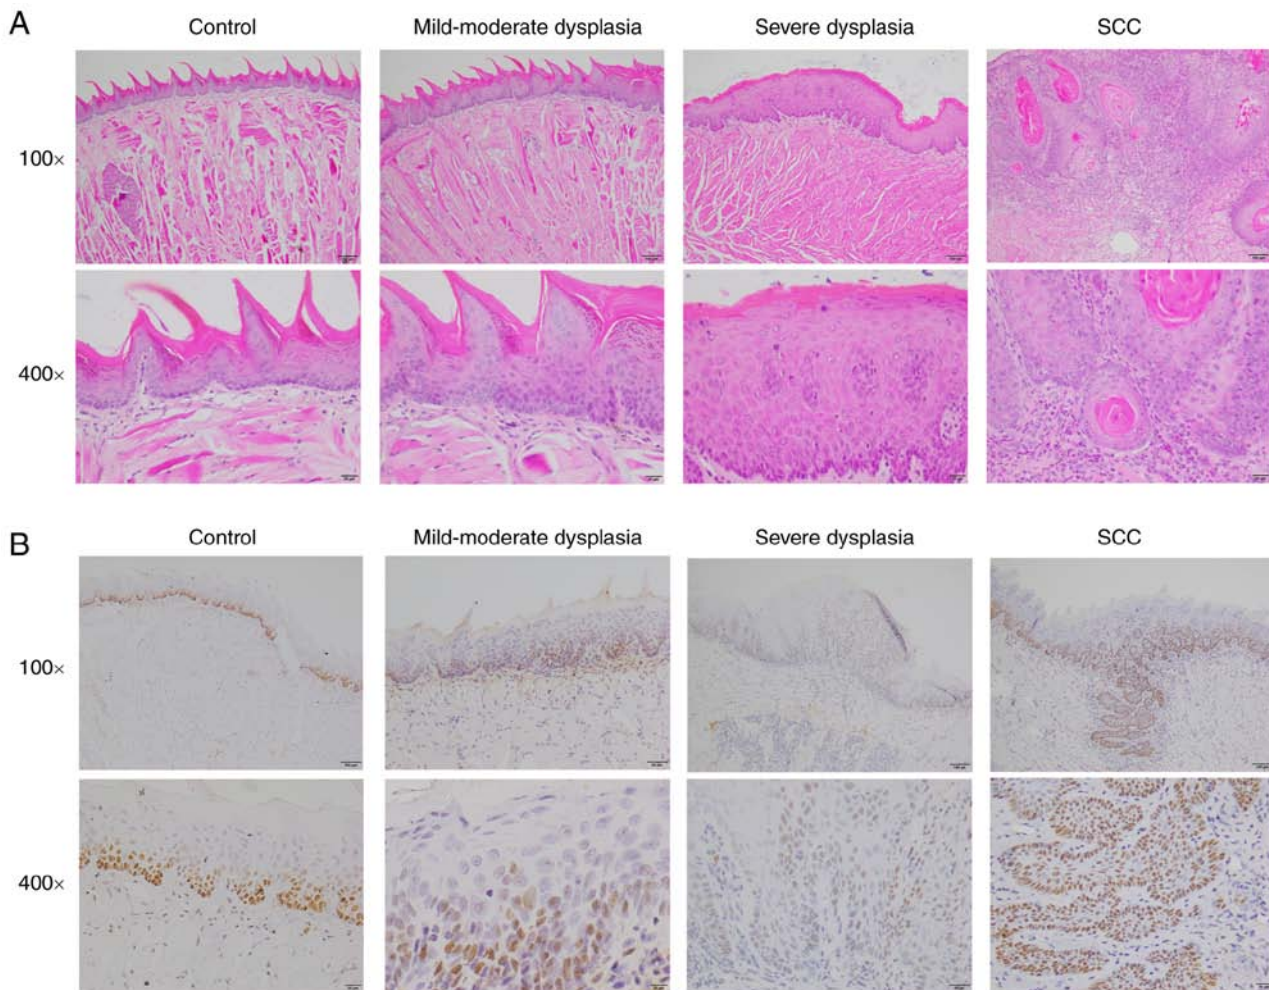 A
Control Mild-moderate dysplasia Severe dysplasia SCC
100×
400×
B
Control Mild-moderate dysplasia Severe dysplasia SCC
100×
400×